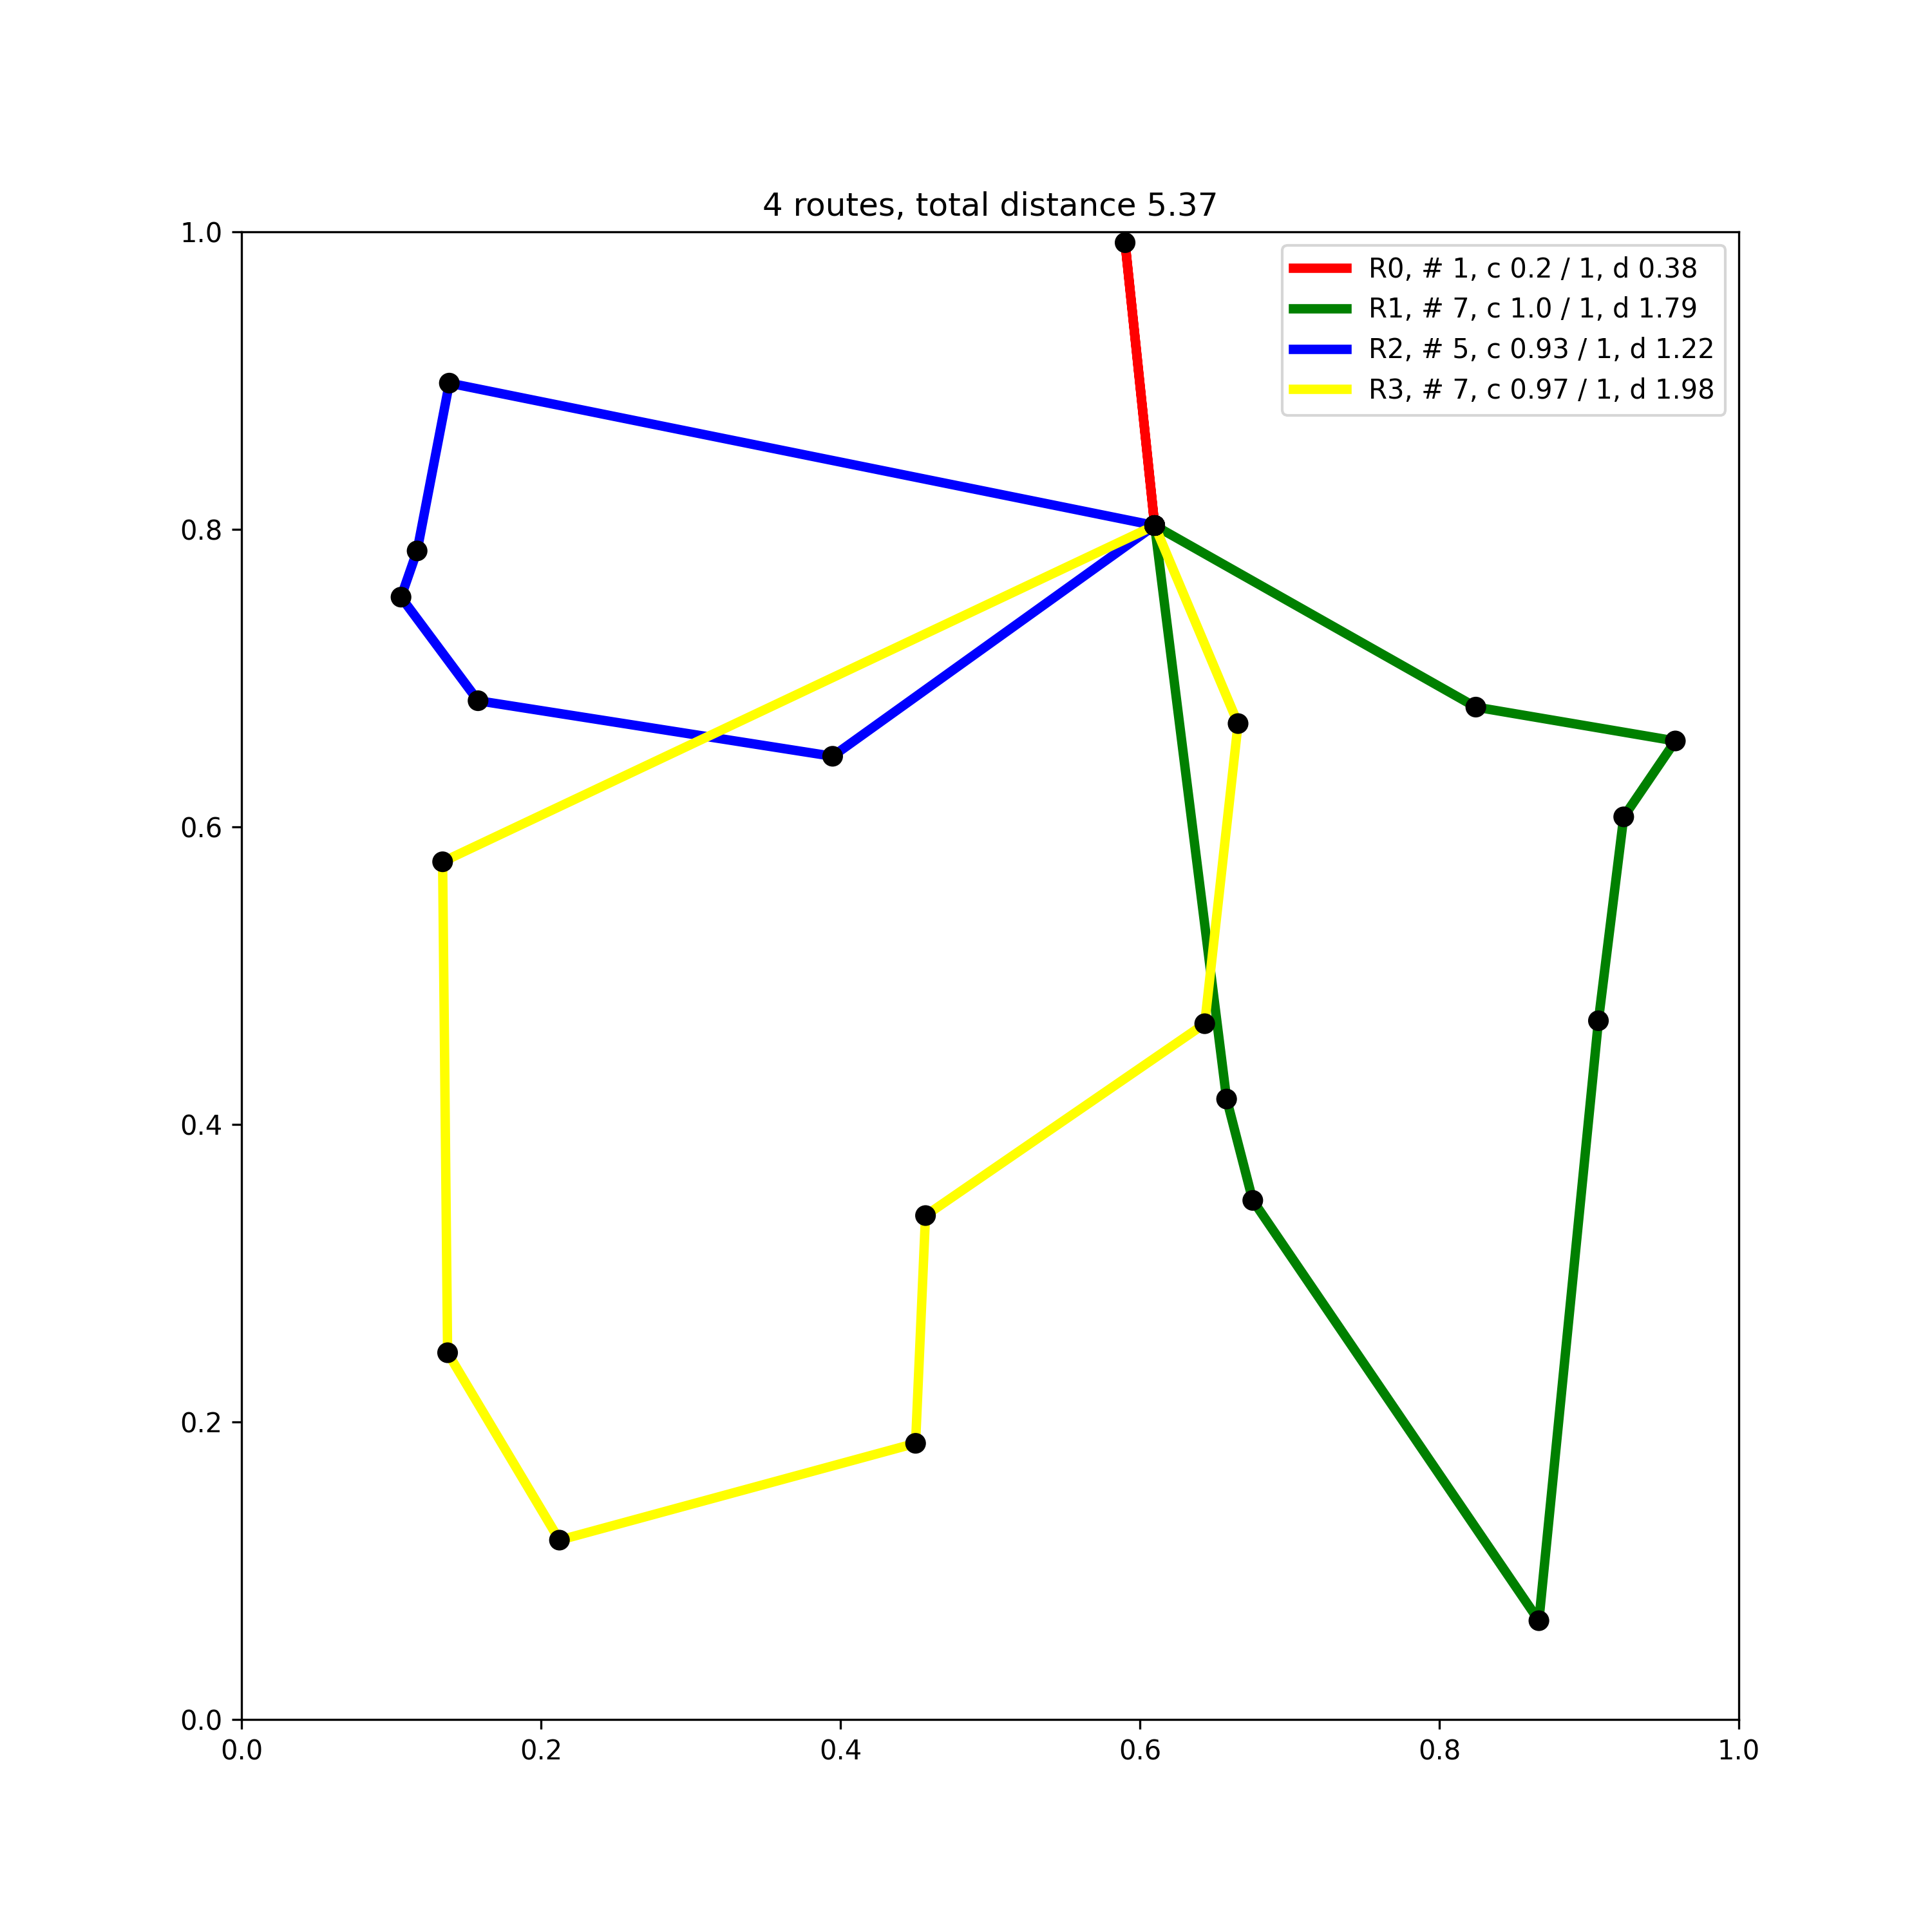 4 routes, total distance 5.37
R0, # 1, c 0.2 / 1, d 0.38
R1, # 7, c 1.0 / 1, d 1.79
R2, # 5, c 0.93 / 1, d 1.22
R3, # 7, c 0.97 / 1, d 1.98
1.0
0.8
0.6
0.4
0.2
0.0
0.0 0.2 0.4 0.6 0.8 1.0